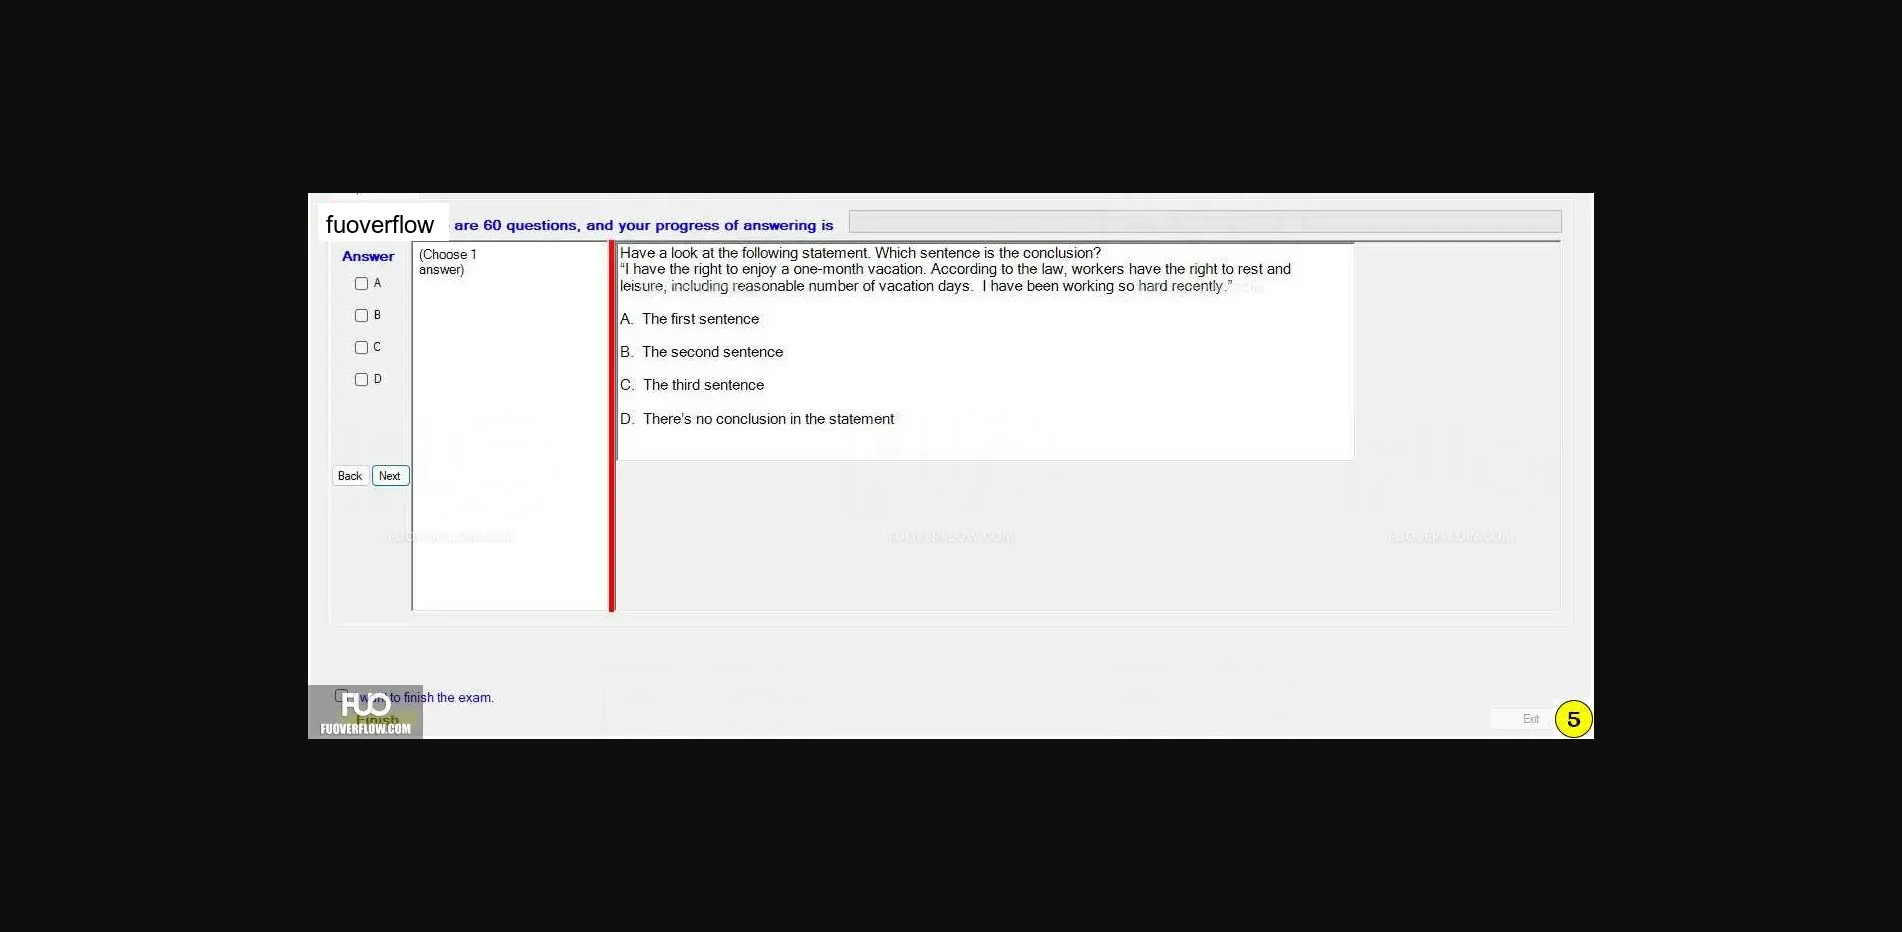 fuoverflow
are 60 questions, and your progress of answering is
Answer
(Choose 1
answer)
A
B
C
D
Back
Next
Have a look at the following statement. Which sentence is the conclusion?
“I have the right to enjoy a one-month vacation. According to the law, workers have the right to rest and
leisure, including reasonable number of vacation days.  I have been working so hard recently.”
A.  The first sentence
B.  The second sentence
C.  The third sentence
D.  There's no conclusion in the statement
FUOVERFLOW.COM
FUOVERFLOW.COM
FUOVERFLOW.COM
I want to finish the exam.
FUO
Finish
FUOVERFLOW.COM
Exit
5